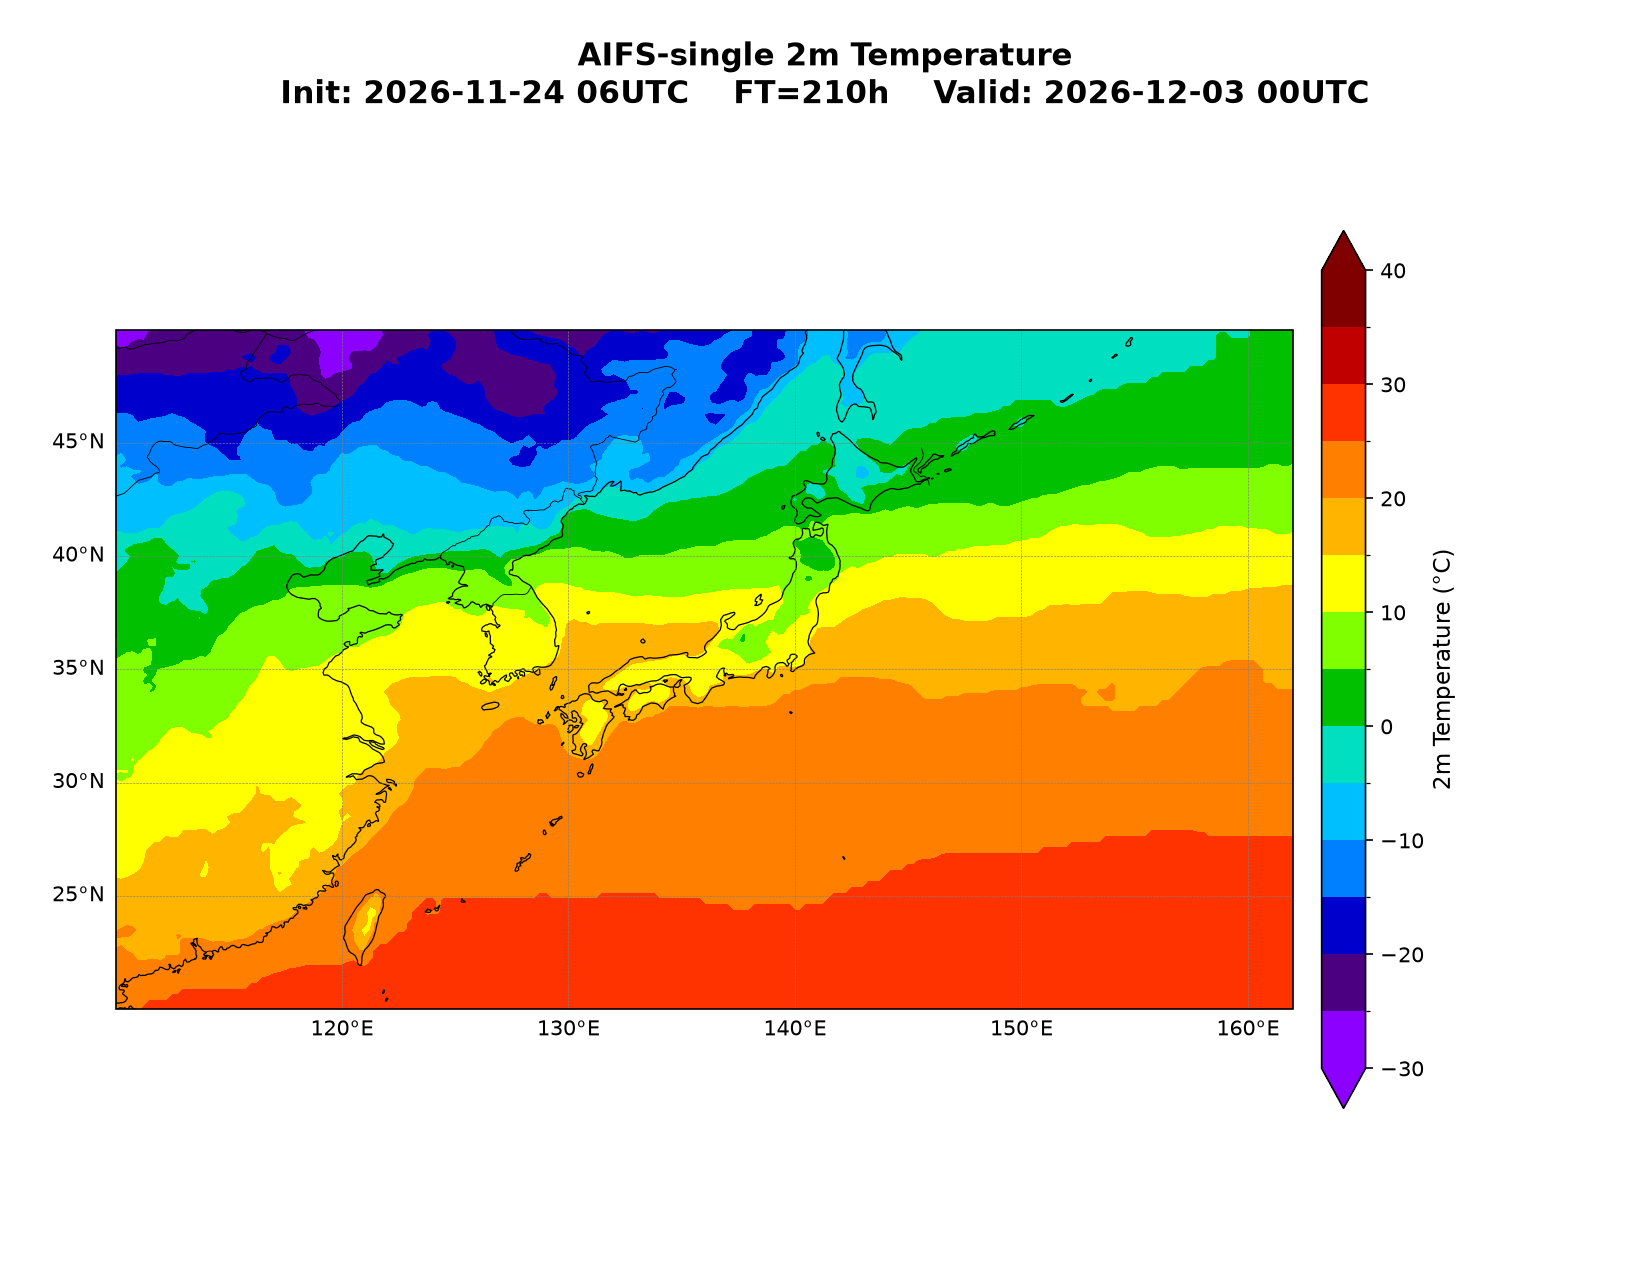 AIFS-single 2m Temperature
Init: 2026-11-24 06UTC    FT=210h    Valid: 2026-12-03 00UTC
45°N
40°N
35°N
30°N
25°N
120°E
130°E
140°E
150°E
160°E
40
30
20
10
0
−10
−20
−30
2m Temperature (°C)